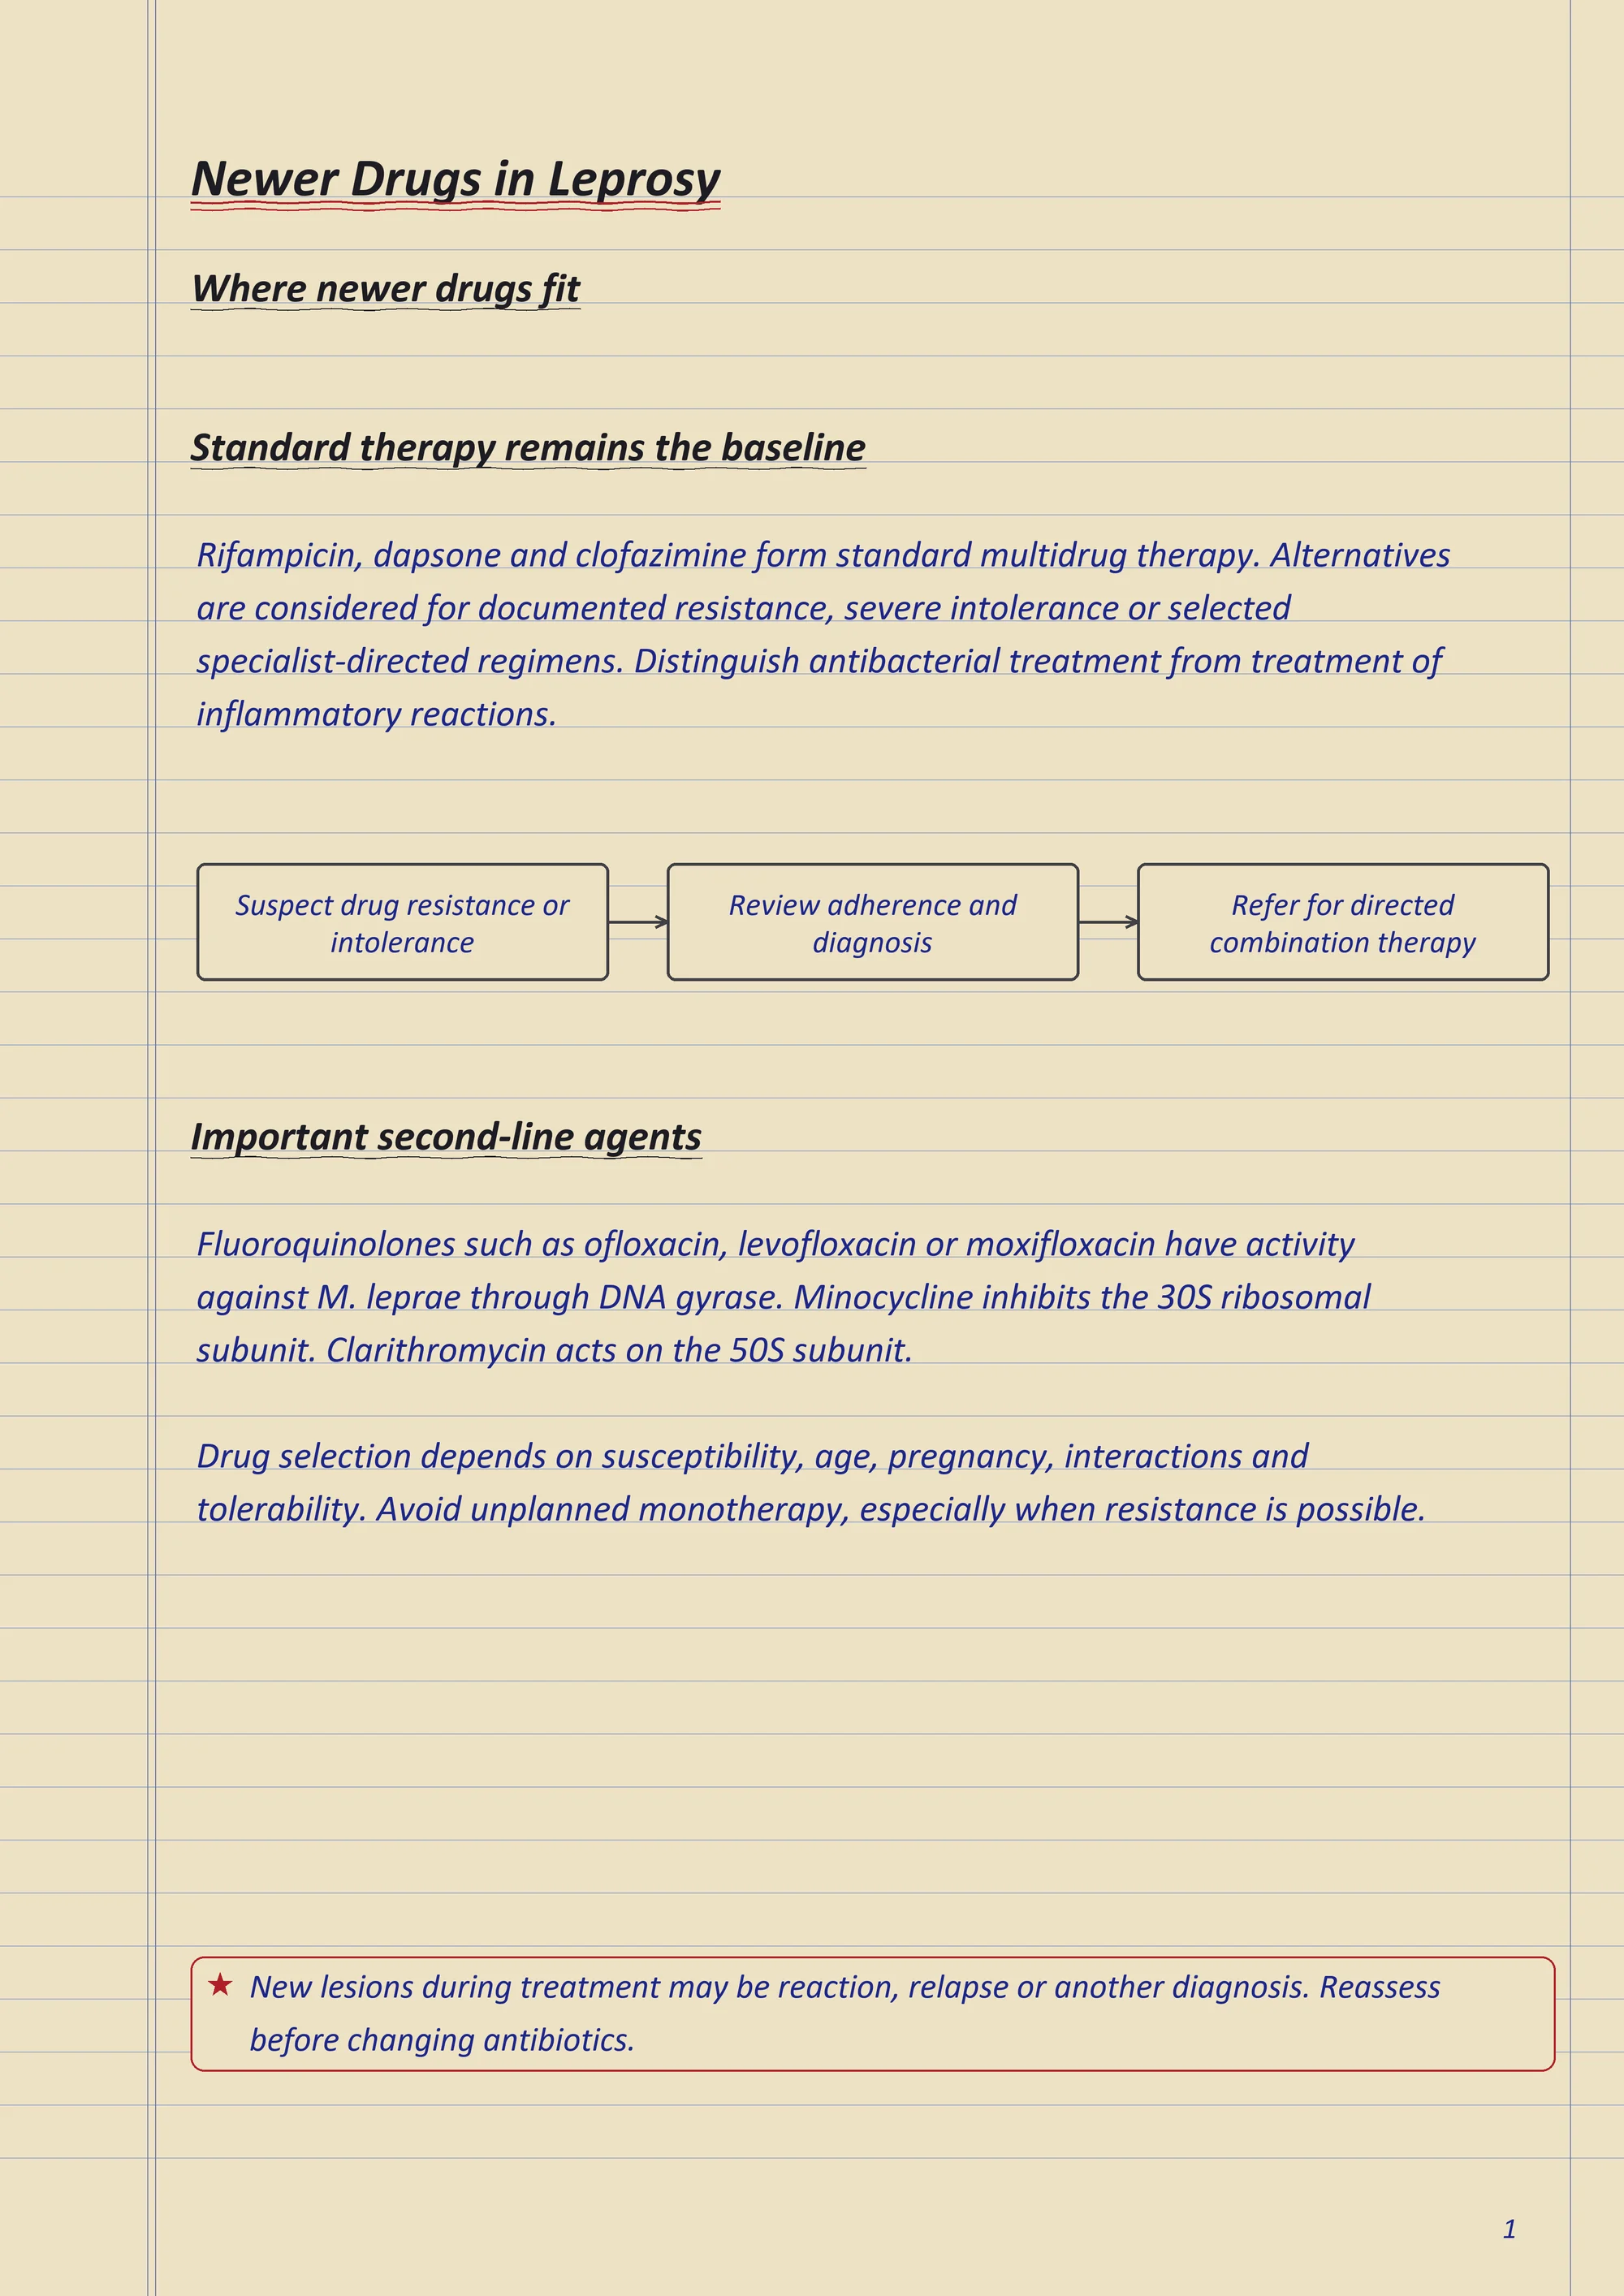 Newer Drugs in Leprosy
Where newer drugs fit
Standard therapy remains the baseline
Rifampicin, dapsone and clofazimine form standard multidrug therapy. Alternatives
are considered for documented resistance, severe intolerance or selected
specialist-directed regimens. Distinguish antibacterial treatment from treatment of
inflammatory reactions.
Suspect drug resistance or
intolerance
Review adherence and
diagnosis
Refer for directed
combination therapy
Important second-line agents
Fluoroquinolones such as ofloxacin, levofloxacin or moxifloxacin have activity
against M. leprae through DNA gyrase. Minocycline inhibits the 30S ribosomal
subunit. Clarithromycin acts on the 50S subunit.
Drug selection depends on susceptibility, age, pregnancy, interactions and
tolerability. Avoid unplanned monotherapy, especially when resistance is possible.
★ New lesions during treatment may be reaction, relapse or another diagnosis. Reassess
before changing antibiotics.
1